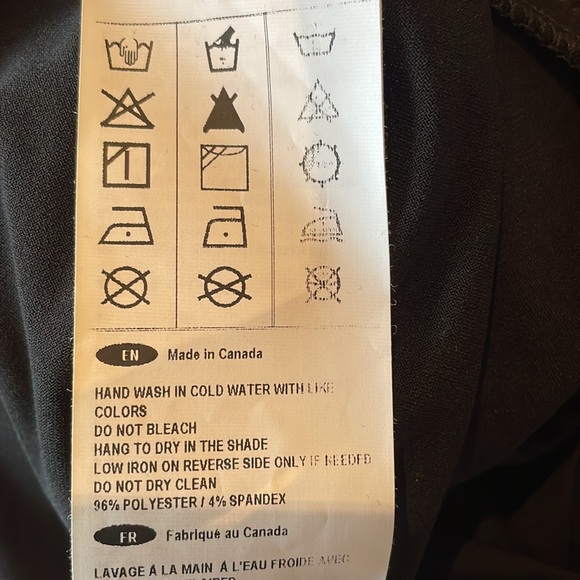 EN Made in Canada
HAND WASH IN COLD WATER WITH LIKE
COLORS
DO NOT BLEACH
HANG TO DRY IN THE SHADE
LOW IRON ON REVERSE SIDE ONLY IF NEEDED
DO NOT DRY CLEAN
96% POLYESTER / 4% SPANDEX
FR Fabriqué au Canada
LAVAGE Á LA MAIN Á L'EAU FROIDE AVEC